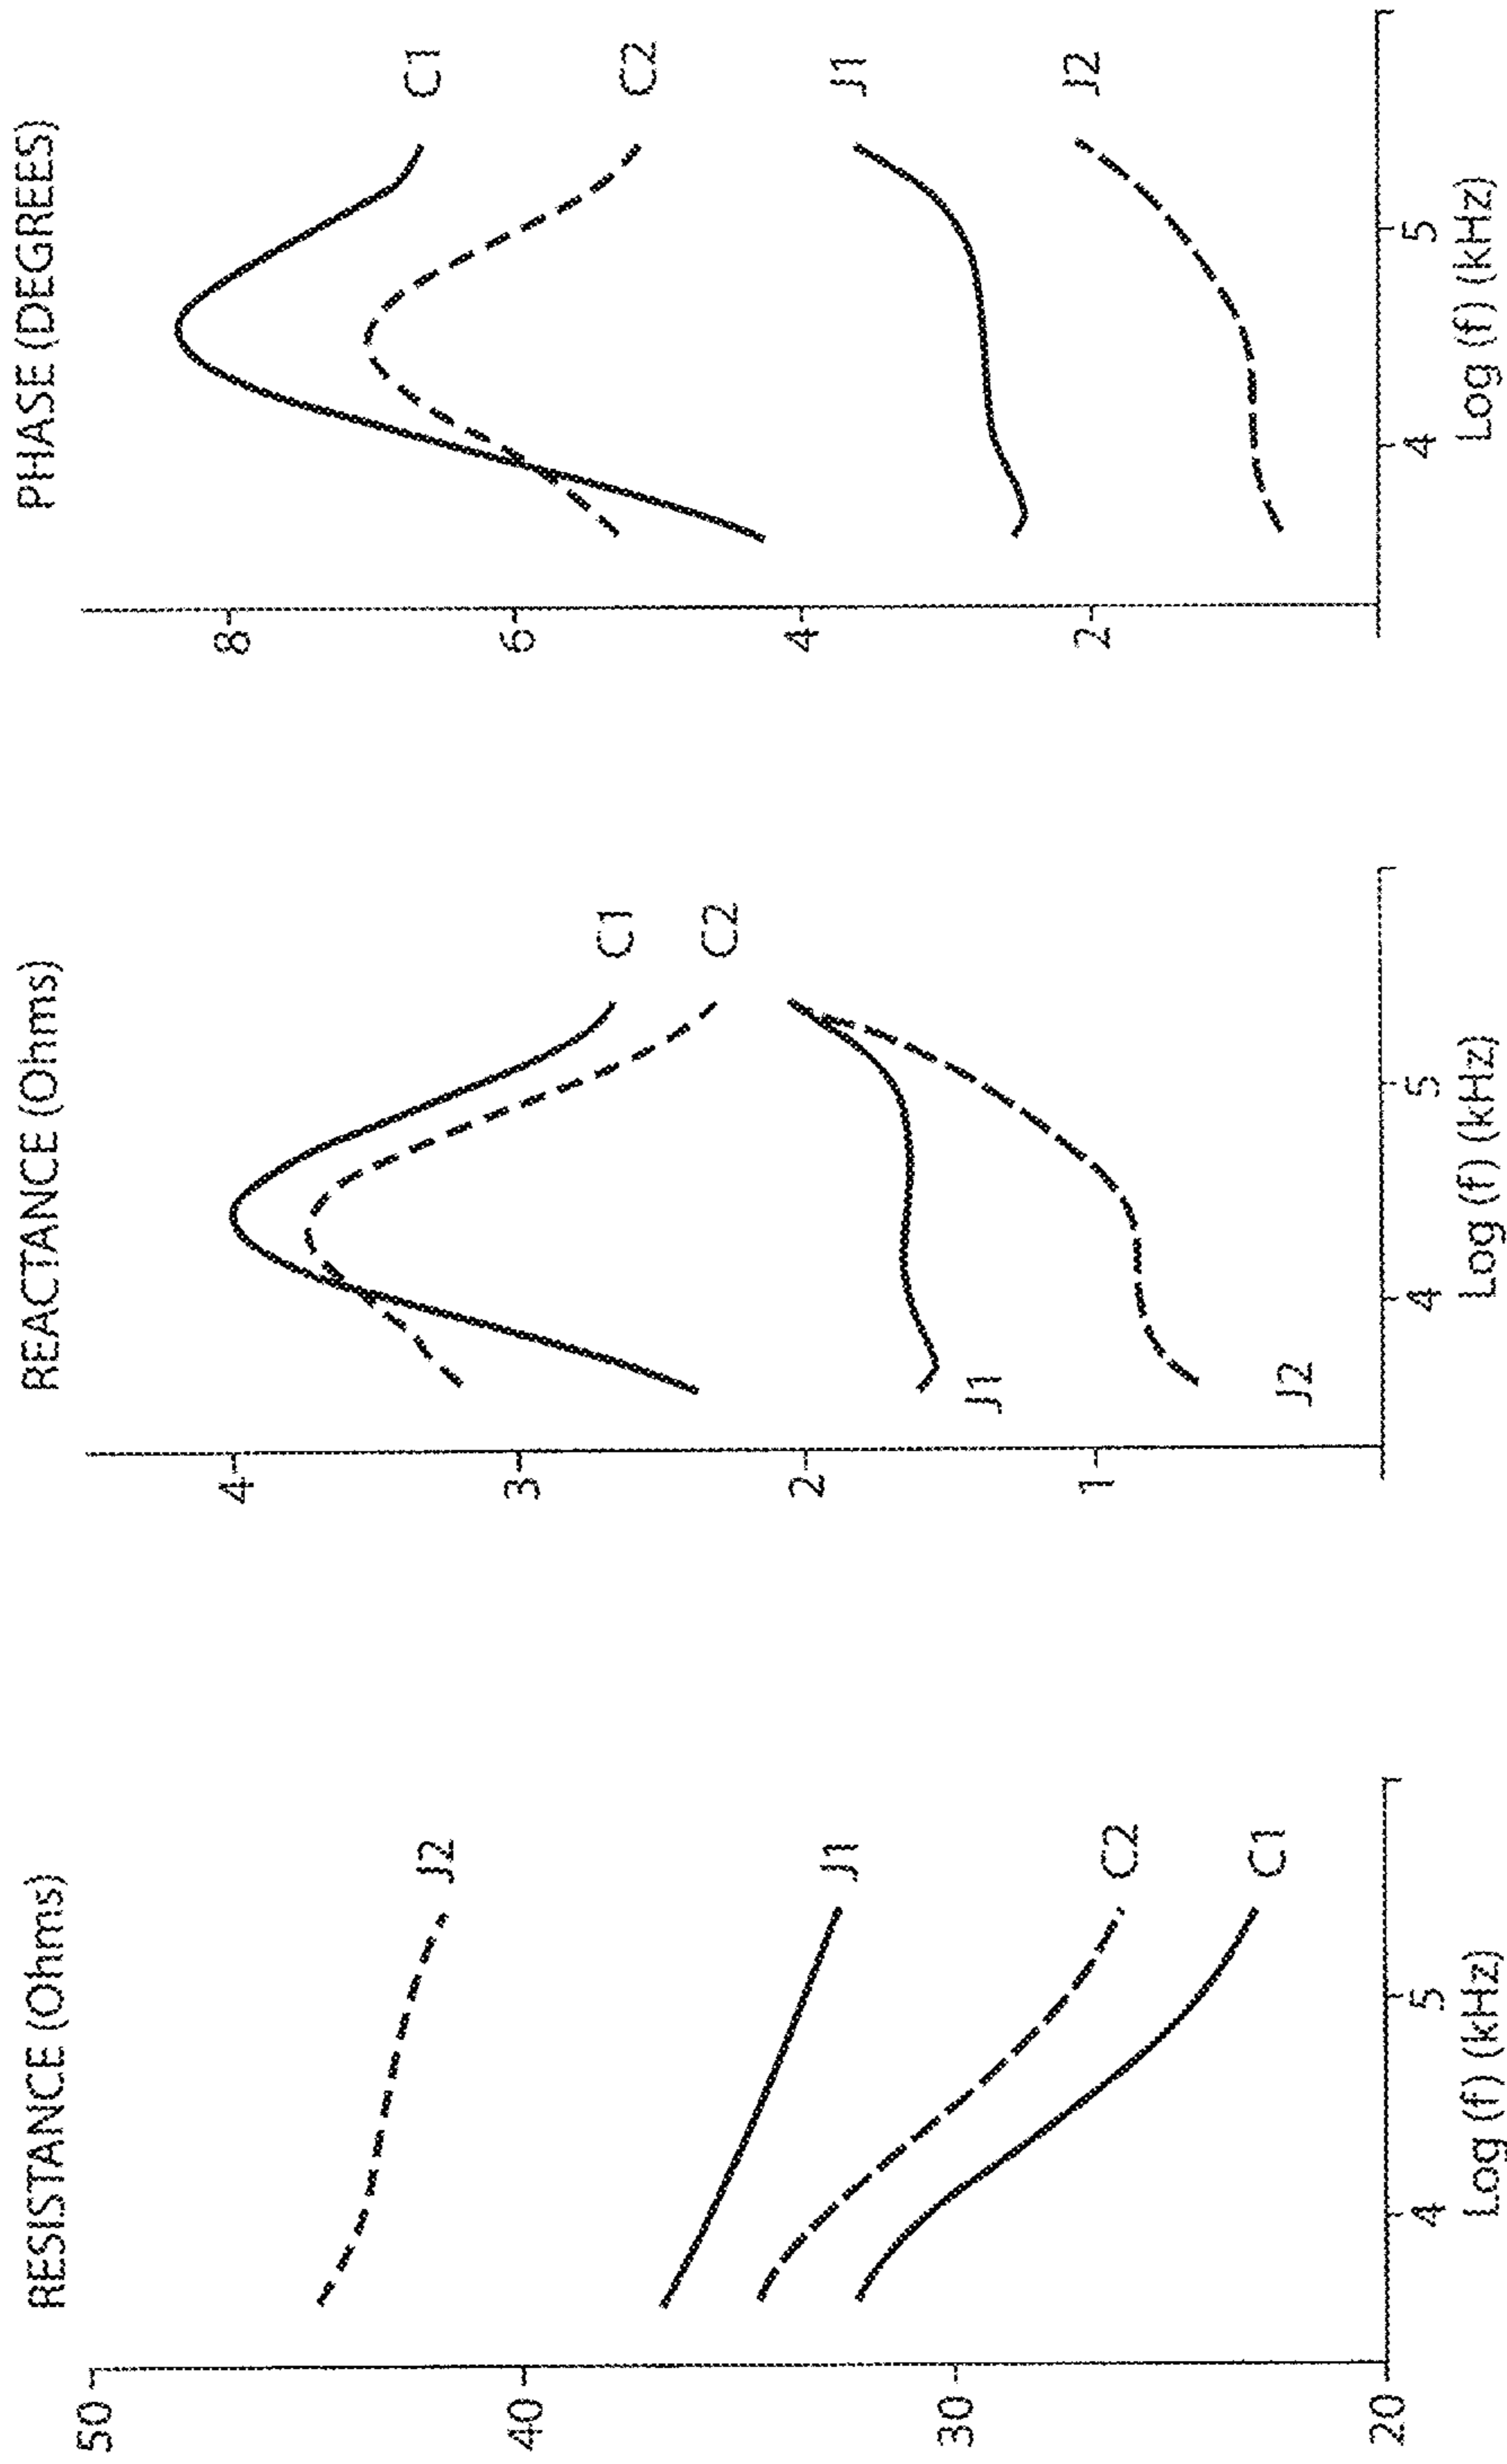 RESISTANCE (Ohms)
50
40
30
20
J2
J1
C2
C1
4
5
Log (f) (kHz)
REACTANCE (Ohms)
4
3
2
1
C1
C2
J1
J2
4
5
Log (f) (kHz)
PHASE (DEGREES)
8
6
4
2
C1
C2
J1
J2
4
5
Log (f) (kHz)